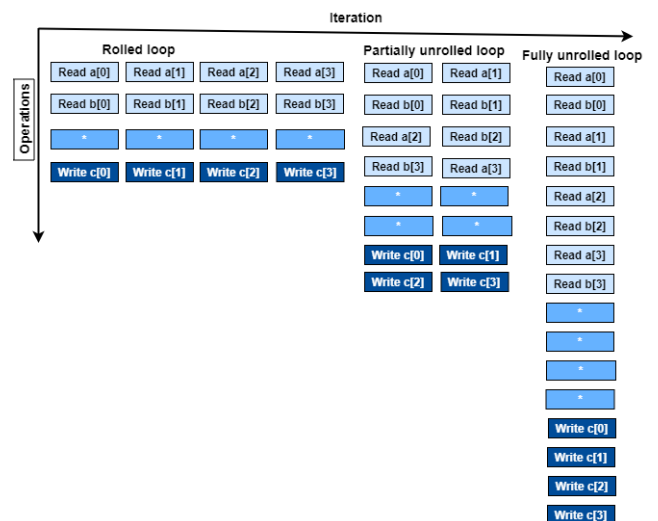 Iteration
Rolled loop
Partially unrolled loop
Fully unrolled loop
Operations
Read a[0] Read a[1] Read a[2] Read a[3]
Read b[0] Read b[1] Read b[2] Read b[3]
* * * *
Write c[0] Write c[1] Write c[2] Write c[3]
Read a[0] Read a[1]
Read b[0] Read b[1]
Read a[2] Read b[2]
Read b[3] Read a[3]
* *
* *
Write c[0] Write c[1]
Write c[2] Write c[3]
Read a[0]
Read b[0]
Read a[1]
Read b[1]
Read a[2]
Read b[2]
Read a[3]
Read b[3]
*
*
*
*
Write c[0]
Write c[1]
Write c[2]
Write c[3]